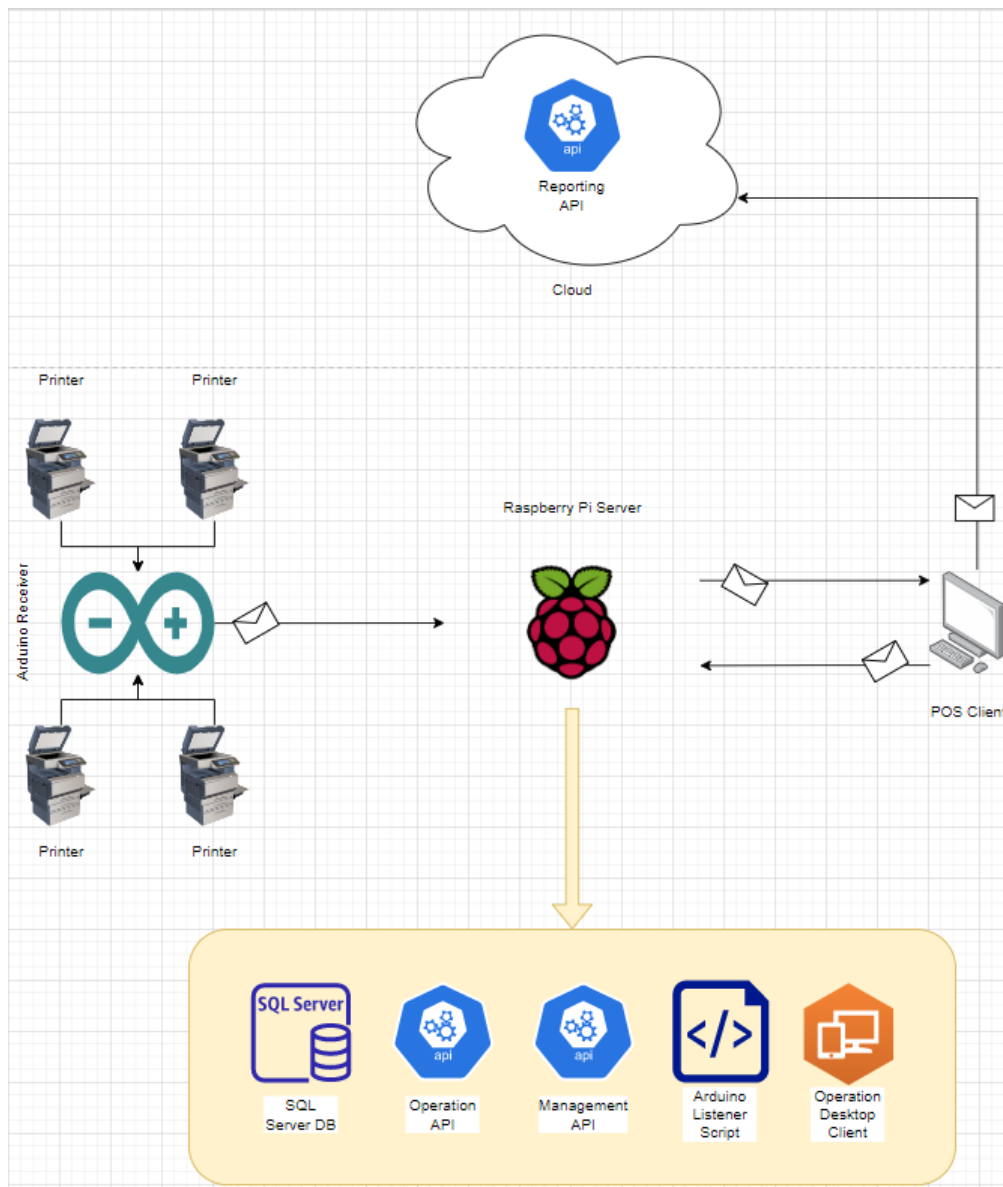 api
Reporting
API
Cloud
Printer
Printer
Raspberry Pi Server
Arduino Receiver
POS Client
Printer
Printer
SQL Server
SQL
Server DB
api
Operation
API
api
Management
API
Arduino
Listener
Script
Operation
Desktop
Client